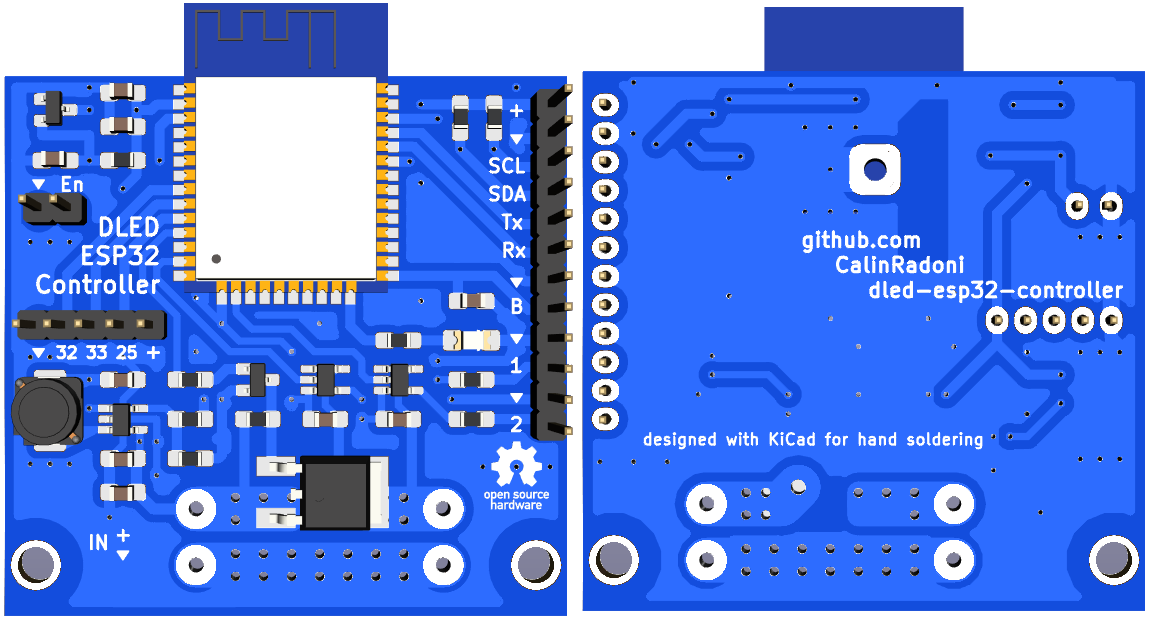 +
SCL
SDA
Tx
Rx
B
1
2
En
DLED
ESP32
Controller
32 33 25 +
open source
hardware
IN +
github.com
CalinRadoni
dled-esp32-controller
designed with KiCad for hand soldering